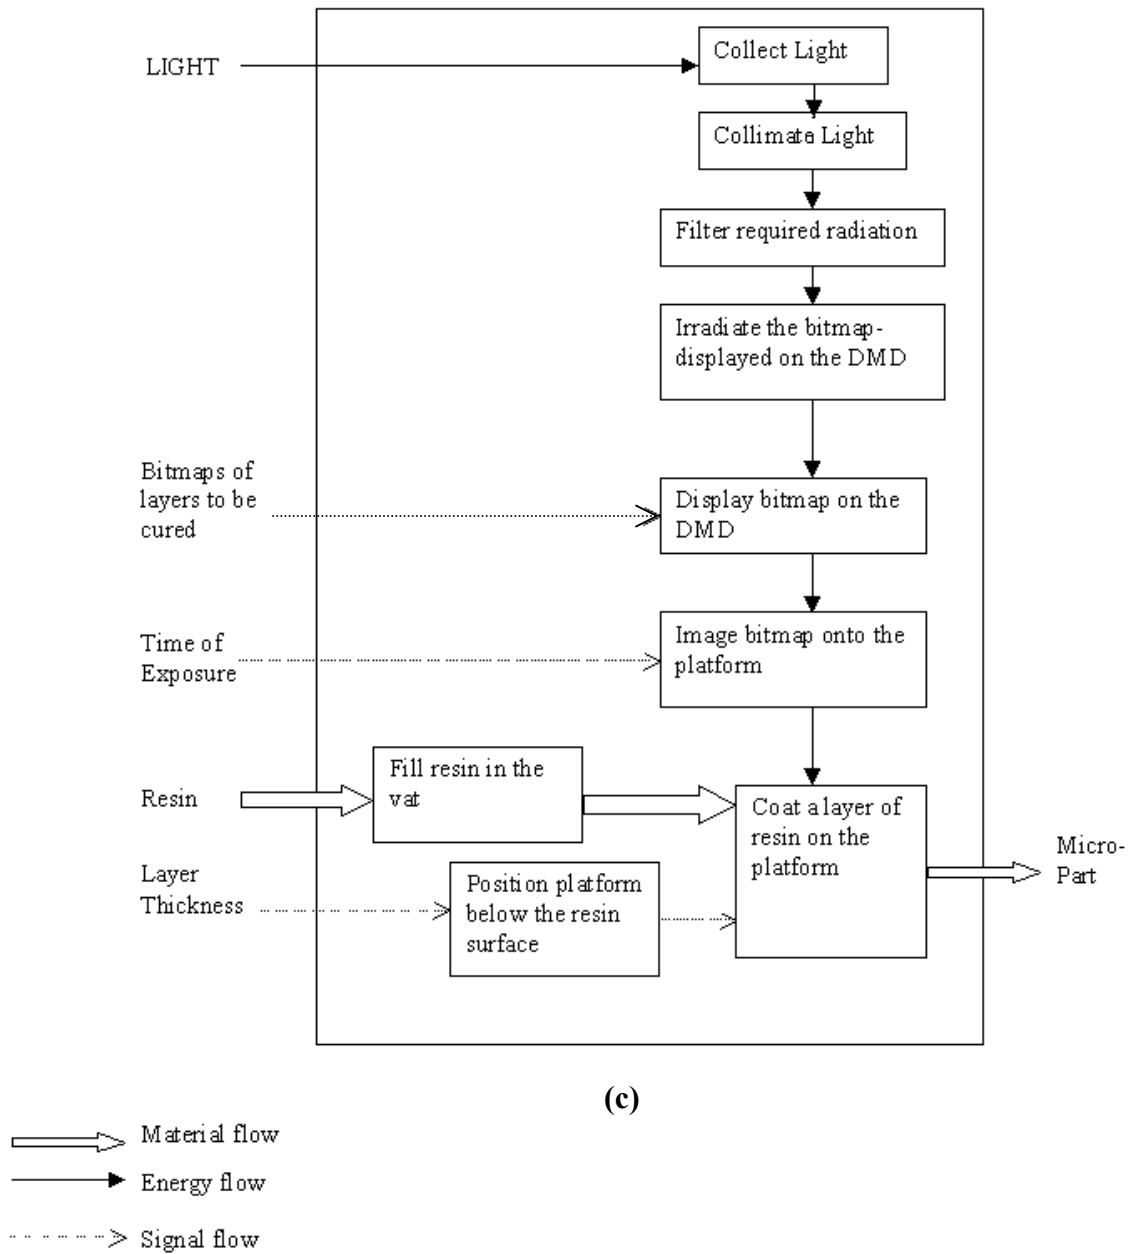 LIGHT
Collect Light
Collimate Light
Filter required radiation
Irradiate the bitmap-
displayed on the DMD
Bitmaps of
layers to be
cured
Display bitmap on the
DMD
Time of
Exposure
Image bitmap onto the
platform
Resin
Fill resin in the
vat
Coat a layer of
resin on the
platform
Micro-
Part
Layer
Thickness
Position platform
below the resin
surface
(c)
Material flow
Energy flow
Signal flow